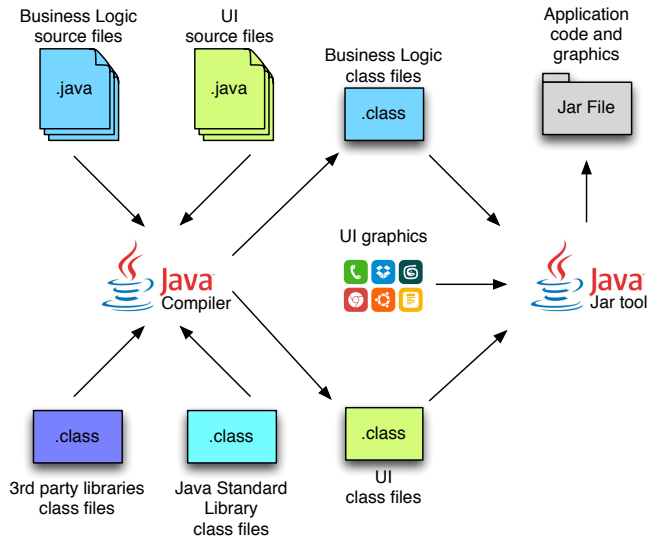 Business Logic
source files
.java
UI
source files
.java
Business Logic
class files
.class
Application
code and
graphics
Jar File
UI graphics
Java
Compiler
Java
Jar tool
.class
3rd party libraries
class files
.class
Java Standard
Library
class files
.class
UI
class files